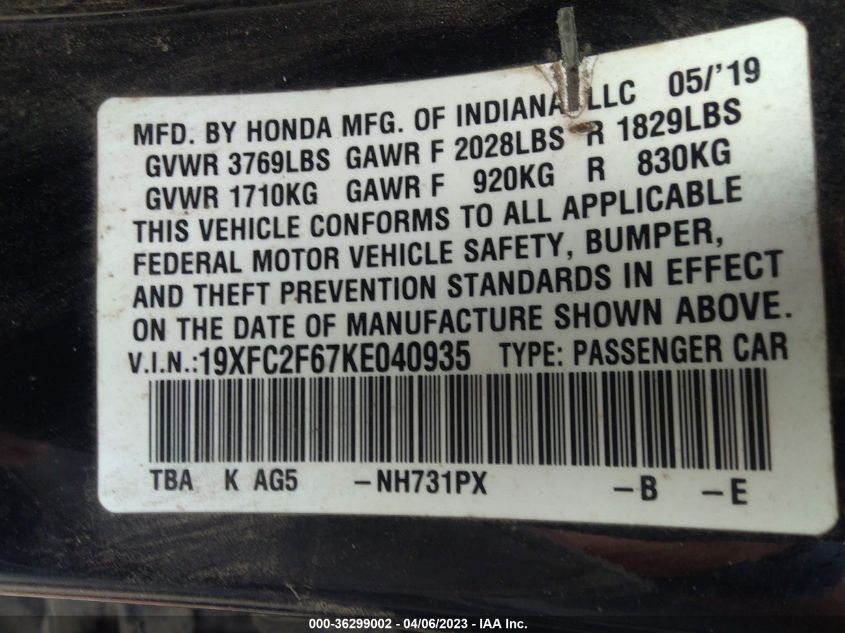 MFD. BY HONDA MFG. OF INDIANA LLC 05/'19
GVWR 3769LBS GAWR F 2028LBS R 1829LBS
GVWR 1710KG GAWR F 920KG R 830KG
THIS VEHICLE CONFORMS TO ALL APPLICABLE
FEDERAL MOTOR VEHICLE SAFETY, BUMPER,
AND THEFT PREVENTION STANDARDS IN EFFECT
ON THE DATE OF MANUFACTURE SHOWN ABOVE.
V.I.N.:19XFC2F67KE040935 TYPE: PASSENGER CAR
TBA K AG5 -NH731PX -B -E
000-36299002 - 04/06/2023 - IAA Inc.